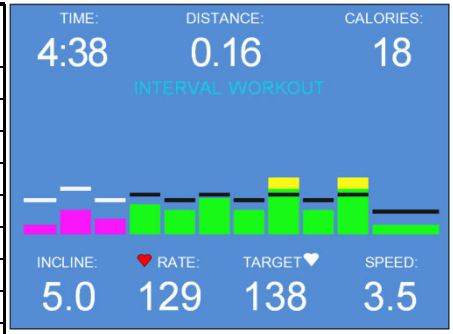 TIME: DISTANCE: CALORIES:
4:38 0.16 18
INTERVAL WORKOUT
INCLINE: RATE: TARGET SPEED:
5.0 129 138 3.5